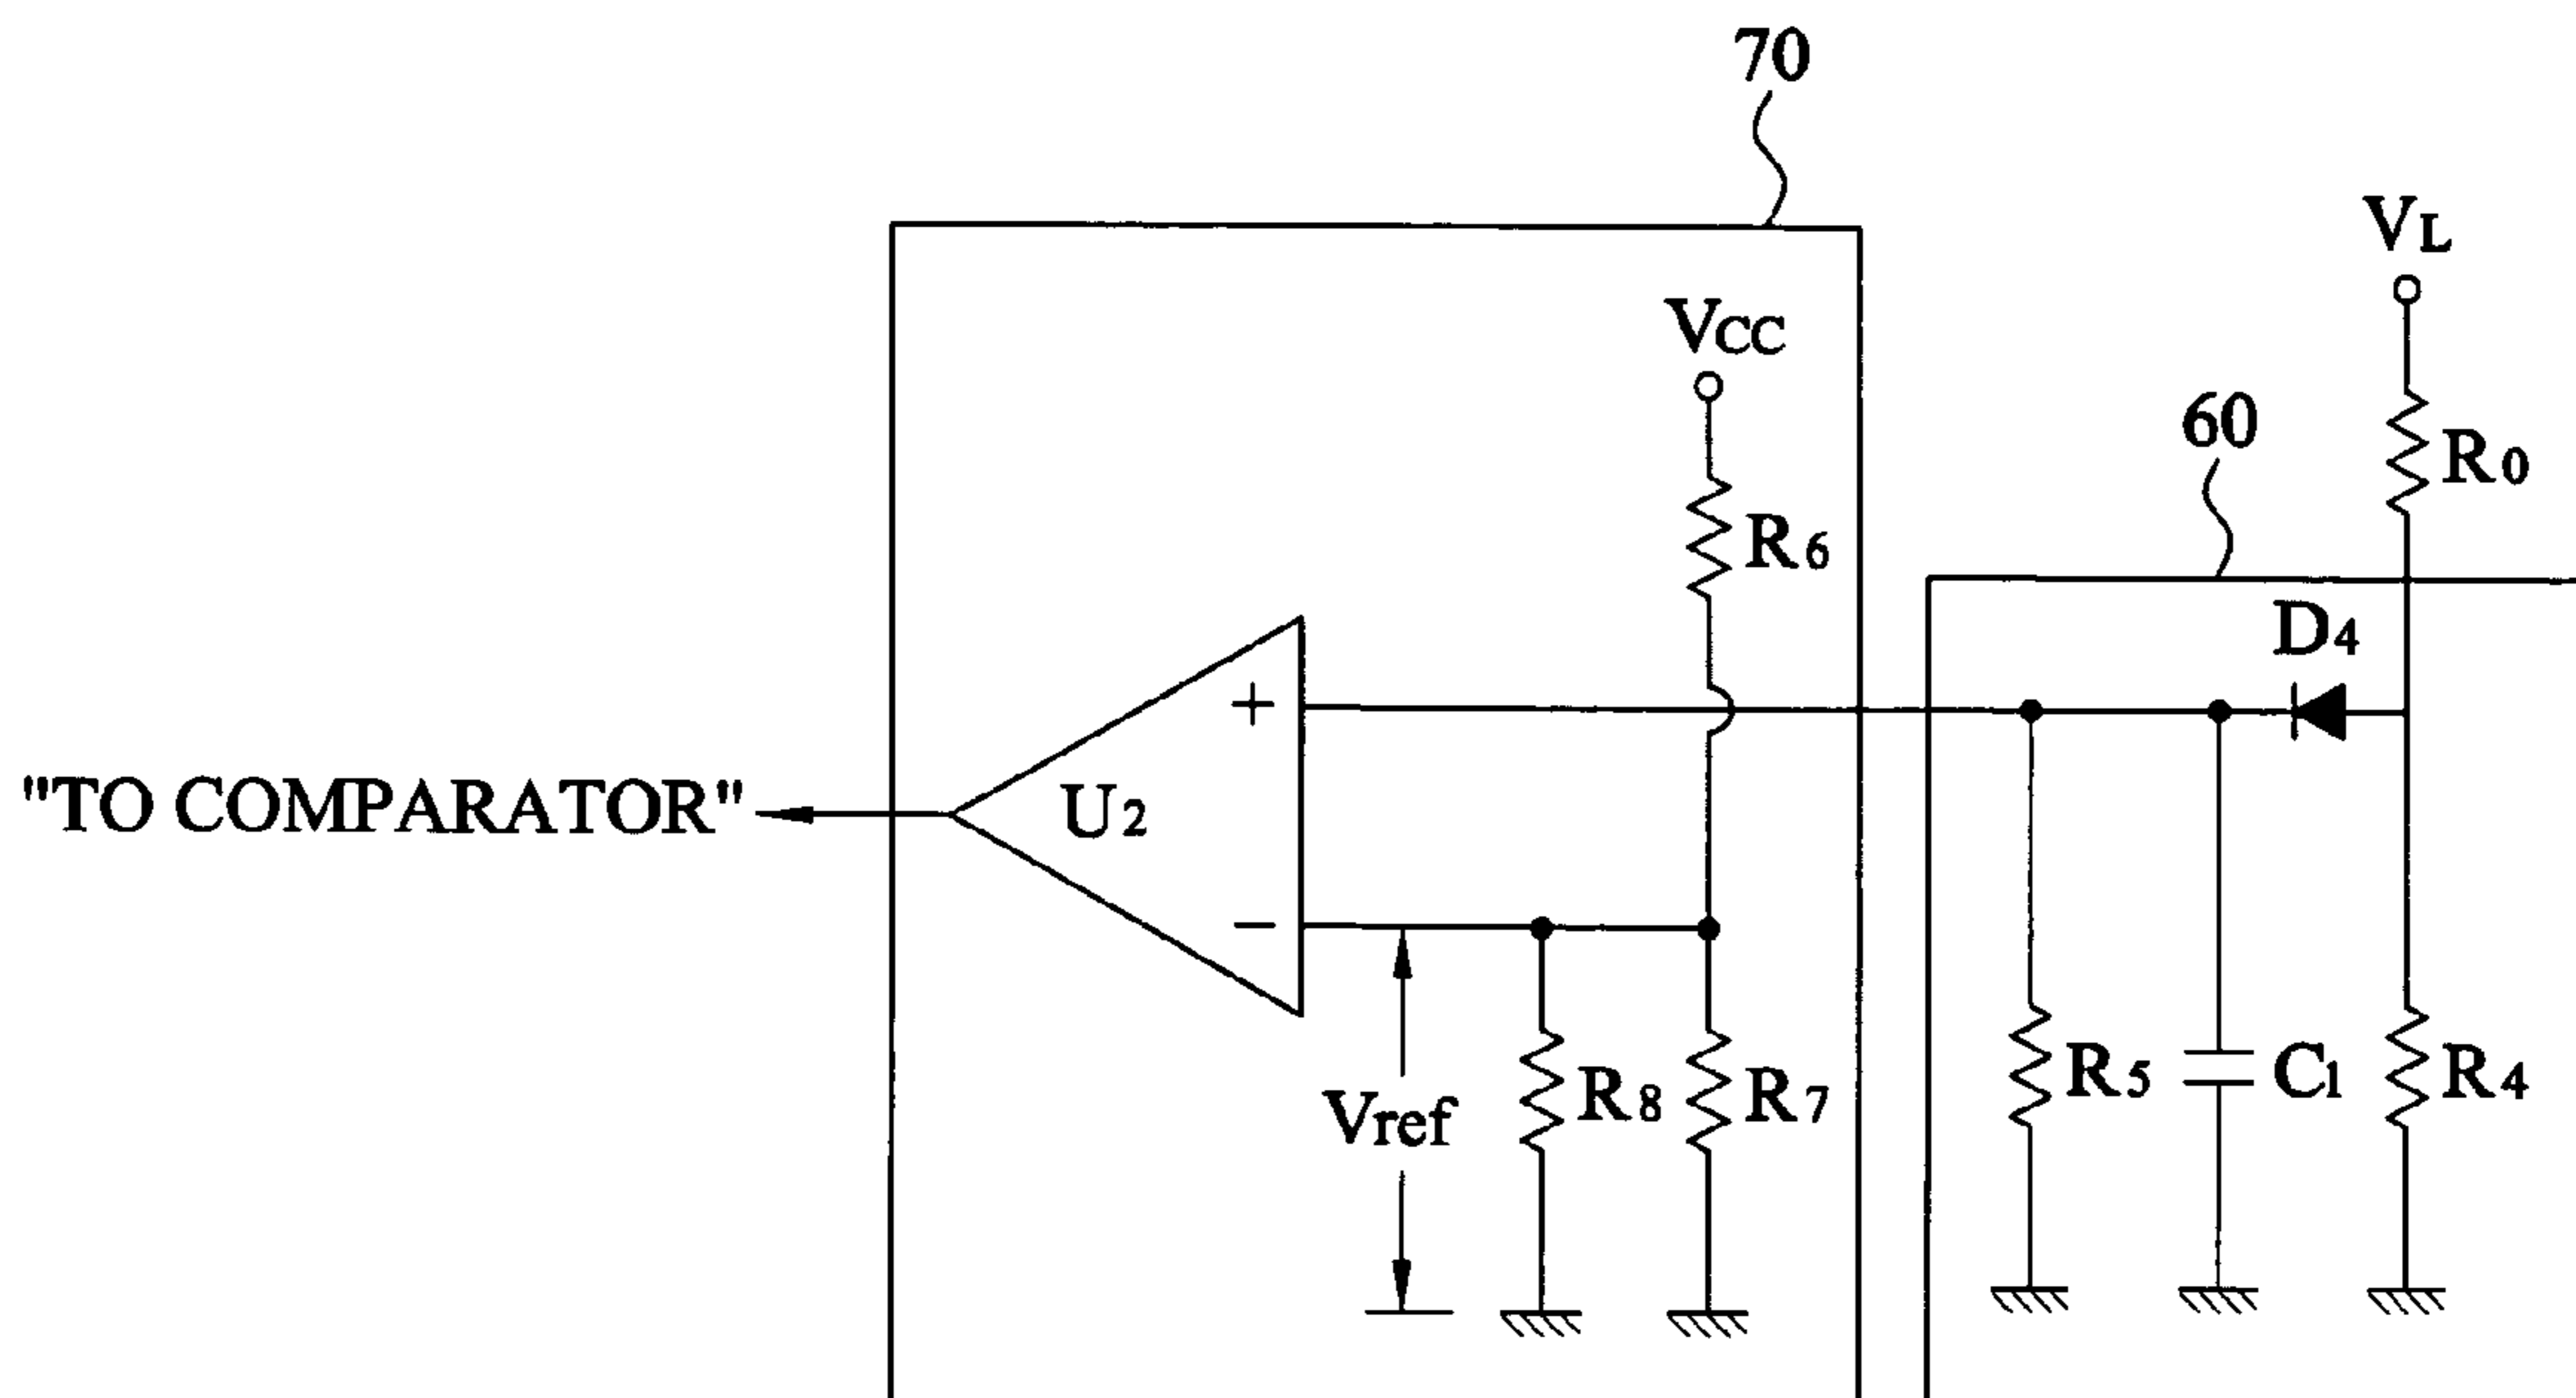 70
VL
VCC
60
R0
R6
D4
+
"TO COMPARATOR"
U2
−
R5
C1
R4
Vref
R8
R7